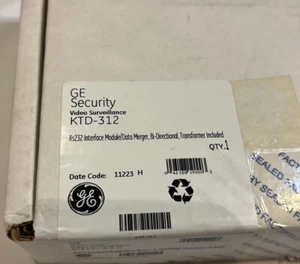 GE
Security
Video Surveillance
KTD-312
Rs232 Interface Module/Data Merger, Bi-Directional, Transformer Included
QTY.1
Date Code: 11223 H
GE